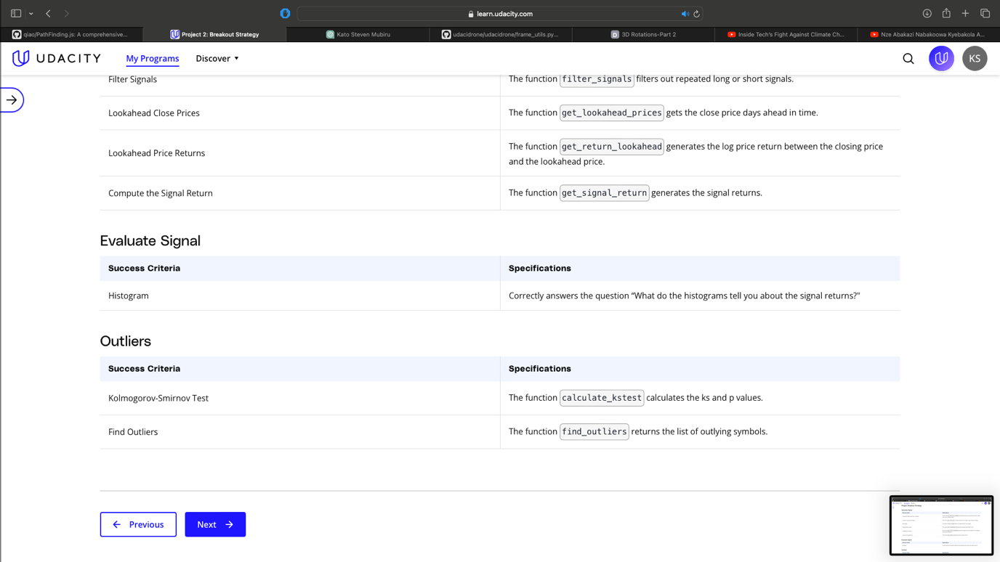 learn.udacity.com
qiao/PathFinding.js: A comprehensive...
Project 2: Breakout Strategy
Kato Steven Mubiru
udacidrone/udacidrone/frame_utils.py...
D 3D Rotations-Part 2
Inside Tech's Fight Against Climate Ch...
Nze Abakazi Nabakoowa Kyebakola A...
UDACITY
My Programs
Discover
KS
Filter Signals
The function filter_signals filters out repeated long or short signals.
Lookahead Close Prices
The function get_lookahead_prices gets the close price days ahead in time.
Lookahead Price Returns
The function get_return_lookahead generates the log price return between the closing price
and the lookahead price.
Compute the Signal Return
The function get_signal_return generates the signal returns.
Evaluate Signal
Success Criteria
Specifications
Histogram
Correctly answers the question “What do the histograms tell you about the signal returns?"
Outliers
Success Criteria
Specifications
Kolmogorov-Smirnov Test
The function calculate_kstest calculates the ks and p values.
Find Outliers
The function find_outliers returns the list of outlying symbols.
Previous
Next